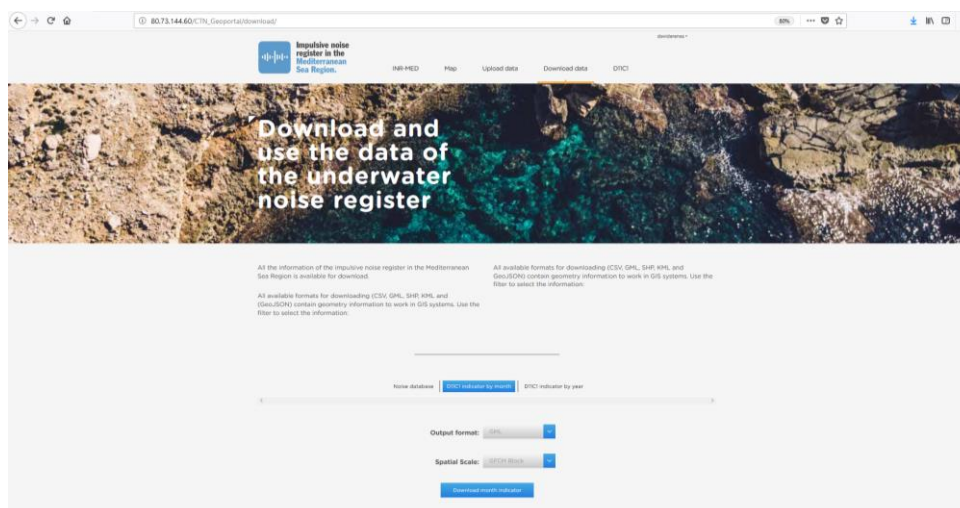 80.73.144.60/CTN_Geoportal/download/
80%
Impulsive noise
register in the
Mediterranean
Sea Region.
INR-MED Map Upload data Download data D11C1
Download and
use the data of
the underwater
noise register
All the information of the impulsive noise register in the Mediterranean
Sea Region is available for download.
All available formats for downloading (CSV, GML, SHP, KML and
(GeoJSON) contain geometry information to work in GIS systems. Use the
filter to select the information:
All available formats for downloading (CSV, GML, SHP, KML and
GeoJSON) contain geometry information to work in GIS systems. Use the
filter to select the information:
Noise database D11C1 indicator by month D11C1 indicator by year
Output format: GML
Spatial Scale: GFCM Block
Download month indicator